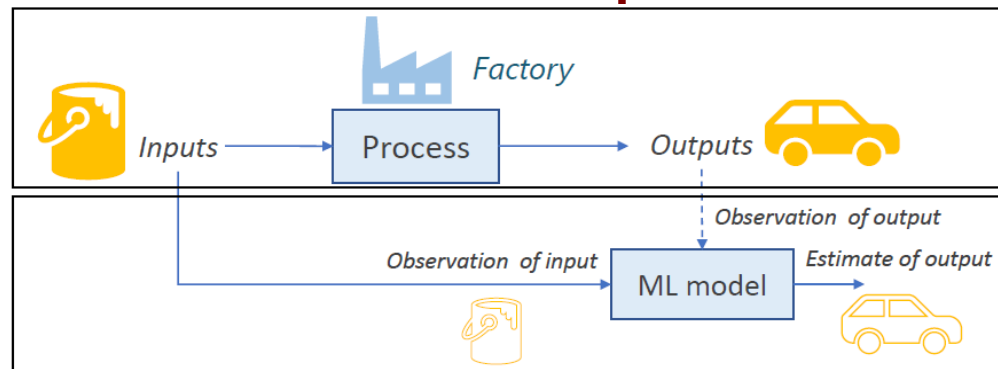 Factory
Inputs
Process
Outputs
Observation of output
Observation of input
Estimate of output
ML model